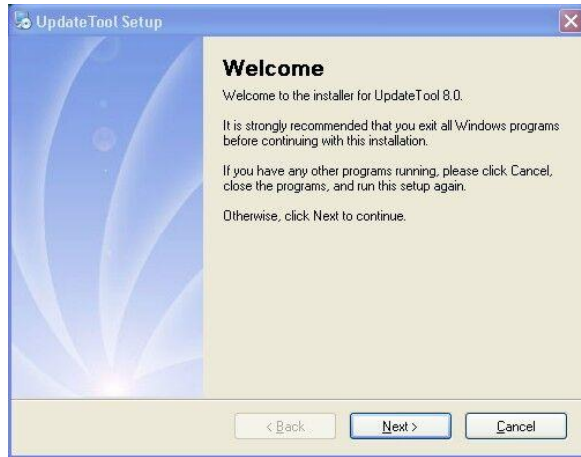 UpdateTool Setup
Welcome
Welcome to the installer for UpdateTool 8.0.
It is strongly recommended that you exit all Windows programs
before continuing with this installation.
If you have any other programs running, please click Cancel,
close the programs, and run this setup again.
Otherwise, click Next to continue.
< Back
Next >
Cancel